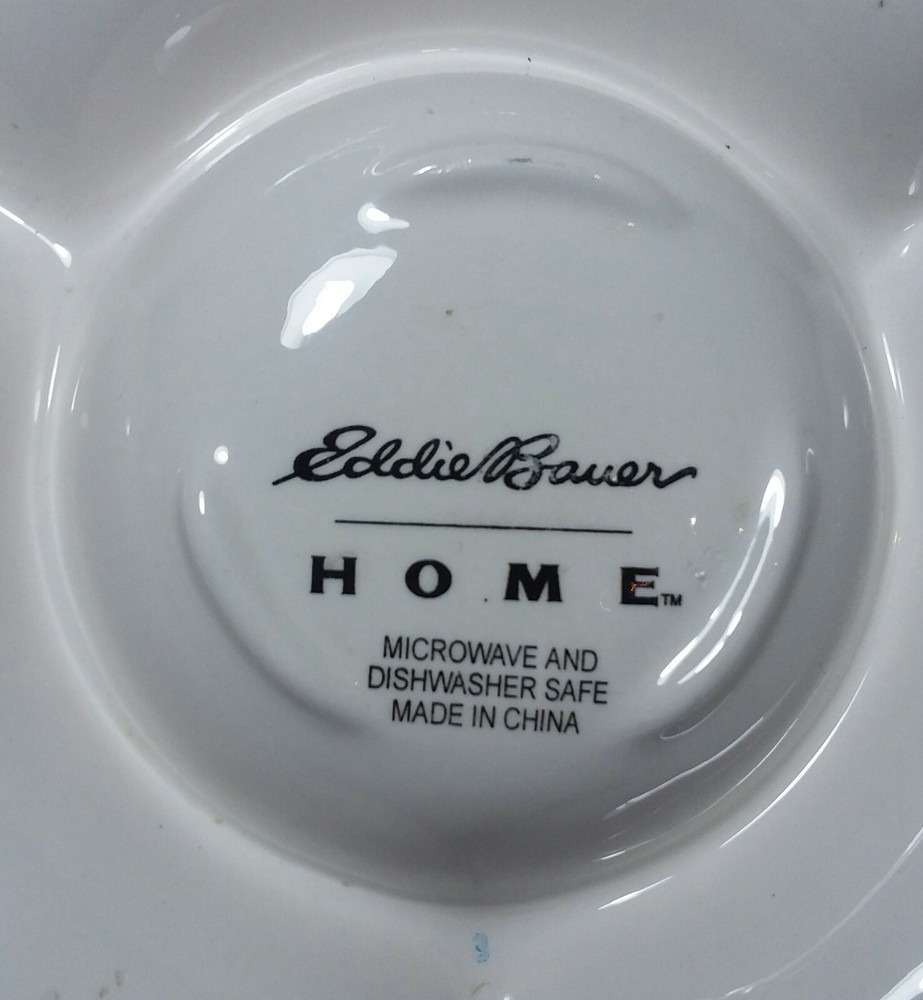 Eddie Bauer
HOME™
MICROWAVE AND
DISHWASHER SAFE
MADE IN CHINA